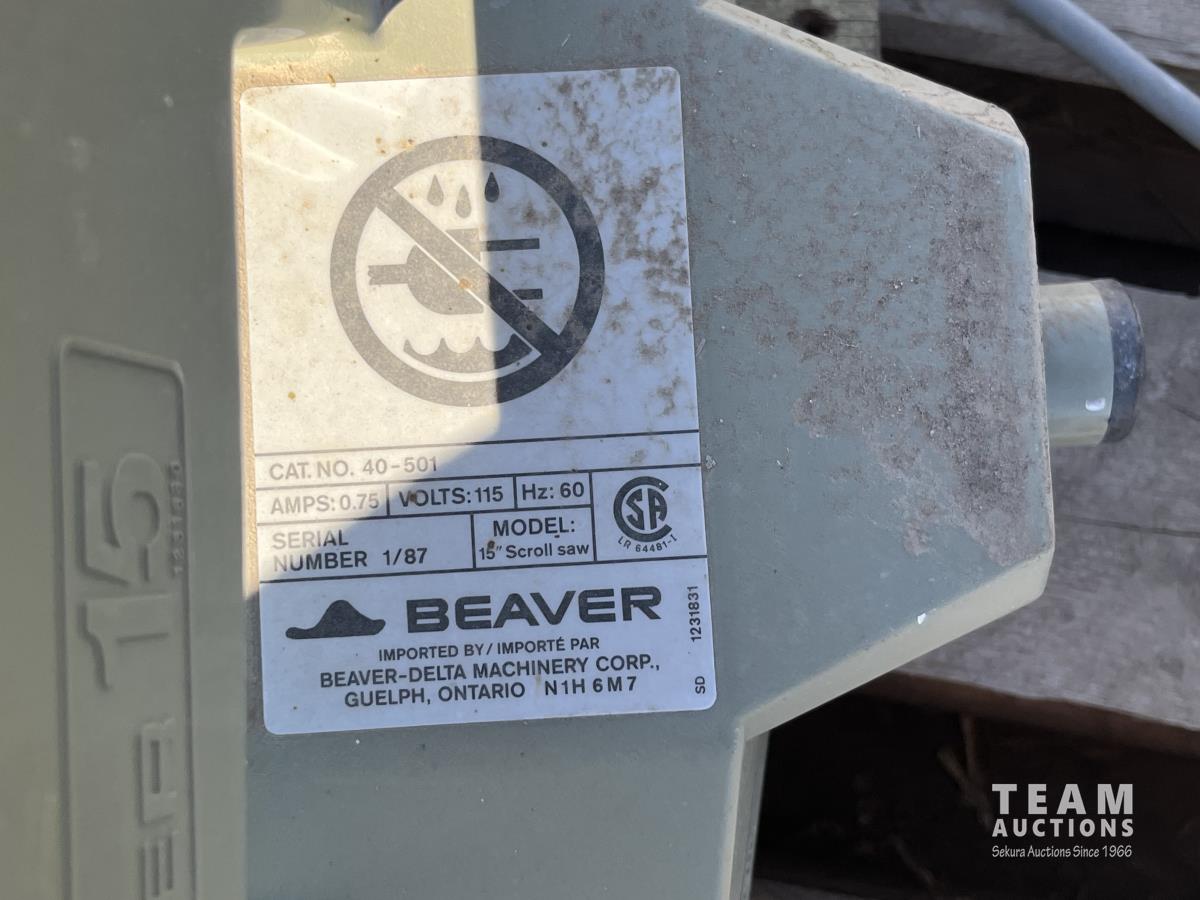 CAT. NO. 40-501
AMPS: 0.75 VOLTS: 115 Hz: 60
SERIAL
NUMBER 1/87
MODEL:
15" Scroll saw
SA
LR 64481-1
BEAVER
IMPORTED BY / IMPORTÉ PAR
BEAVER-DELTA MACHINERY CORP.,
GUELPH, ONTARIO N1H 6M7
SD 1231831
ER 15
TEAM
AUCTIONS
Sekura Auctions Since 1966